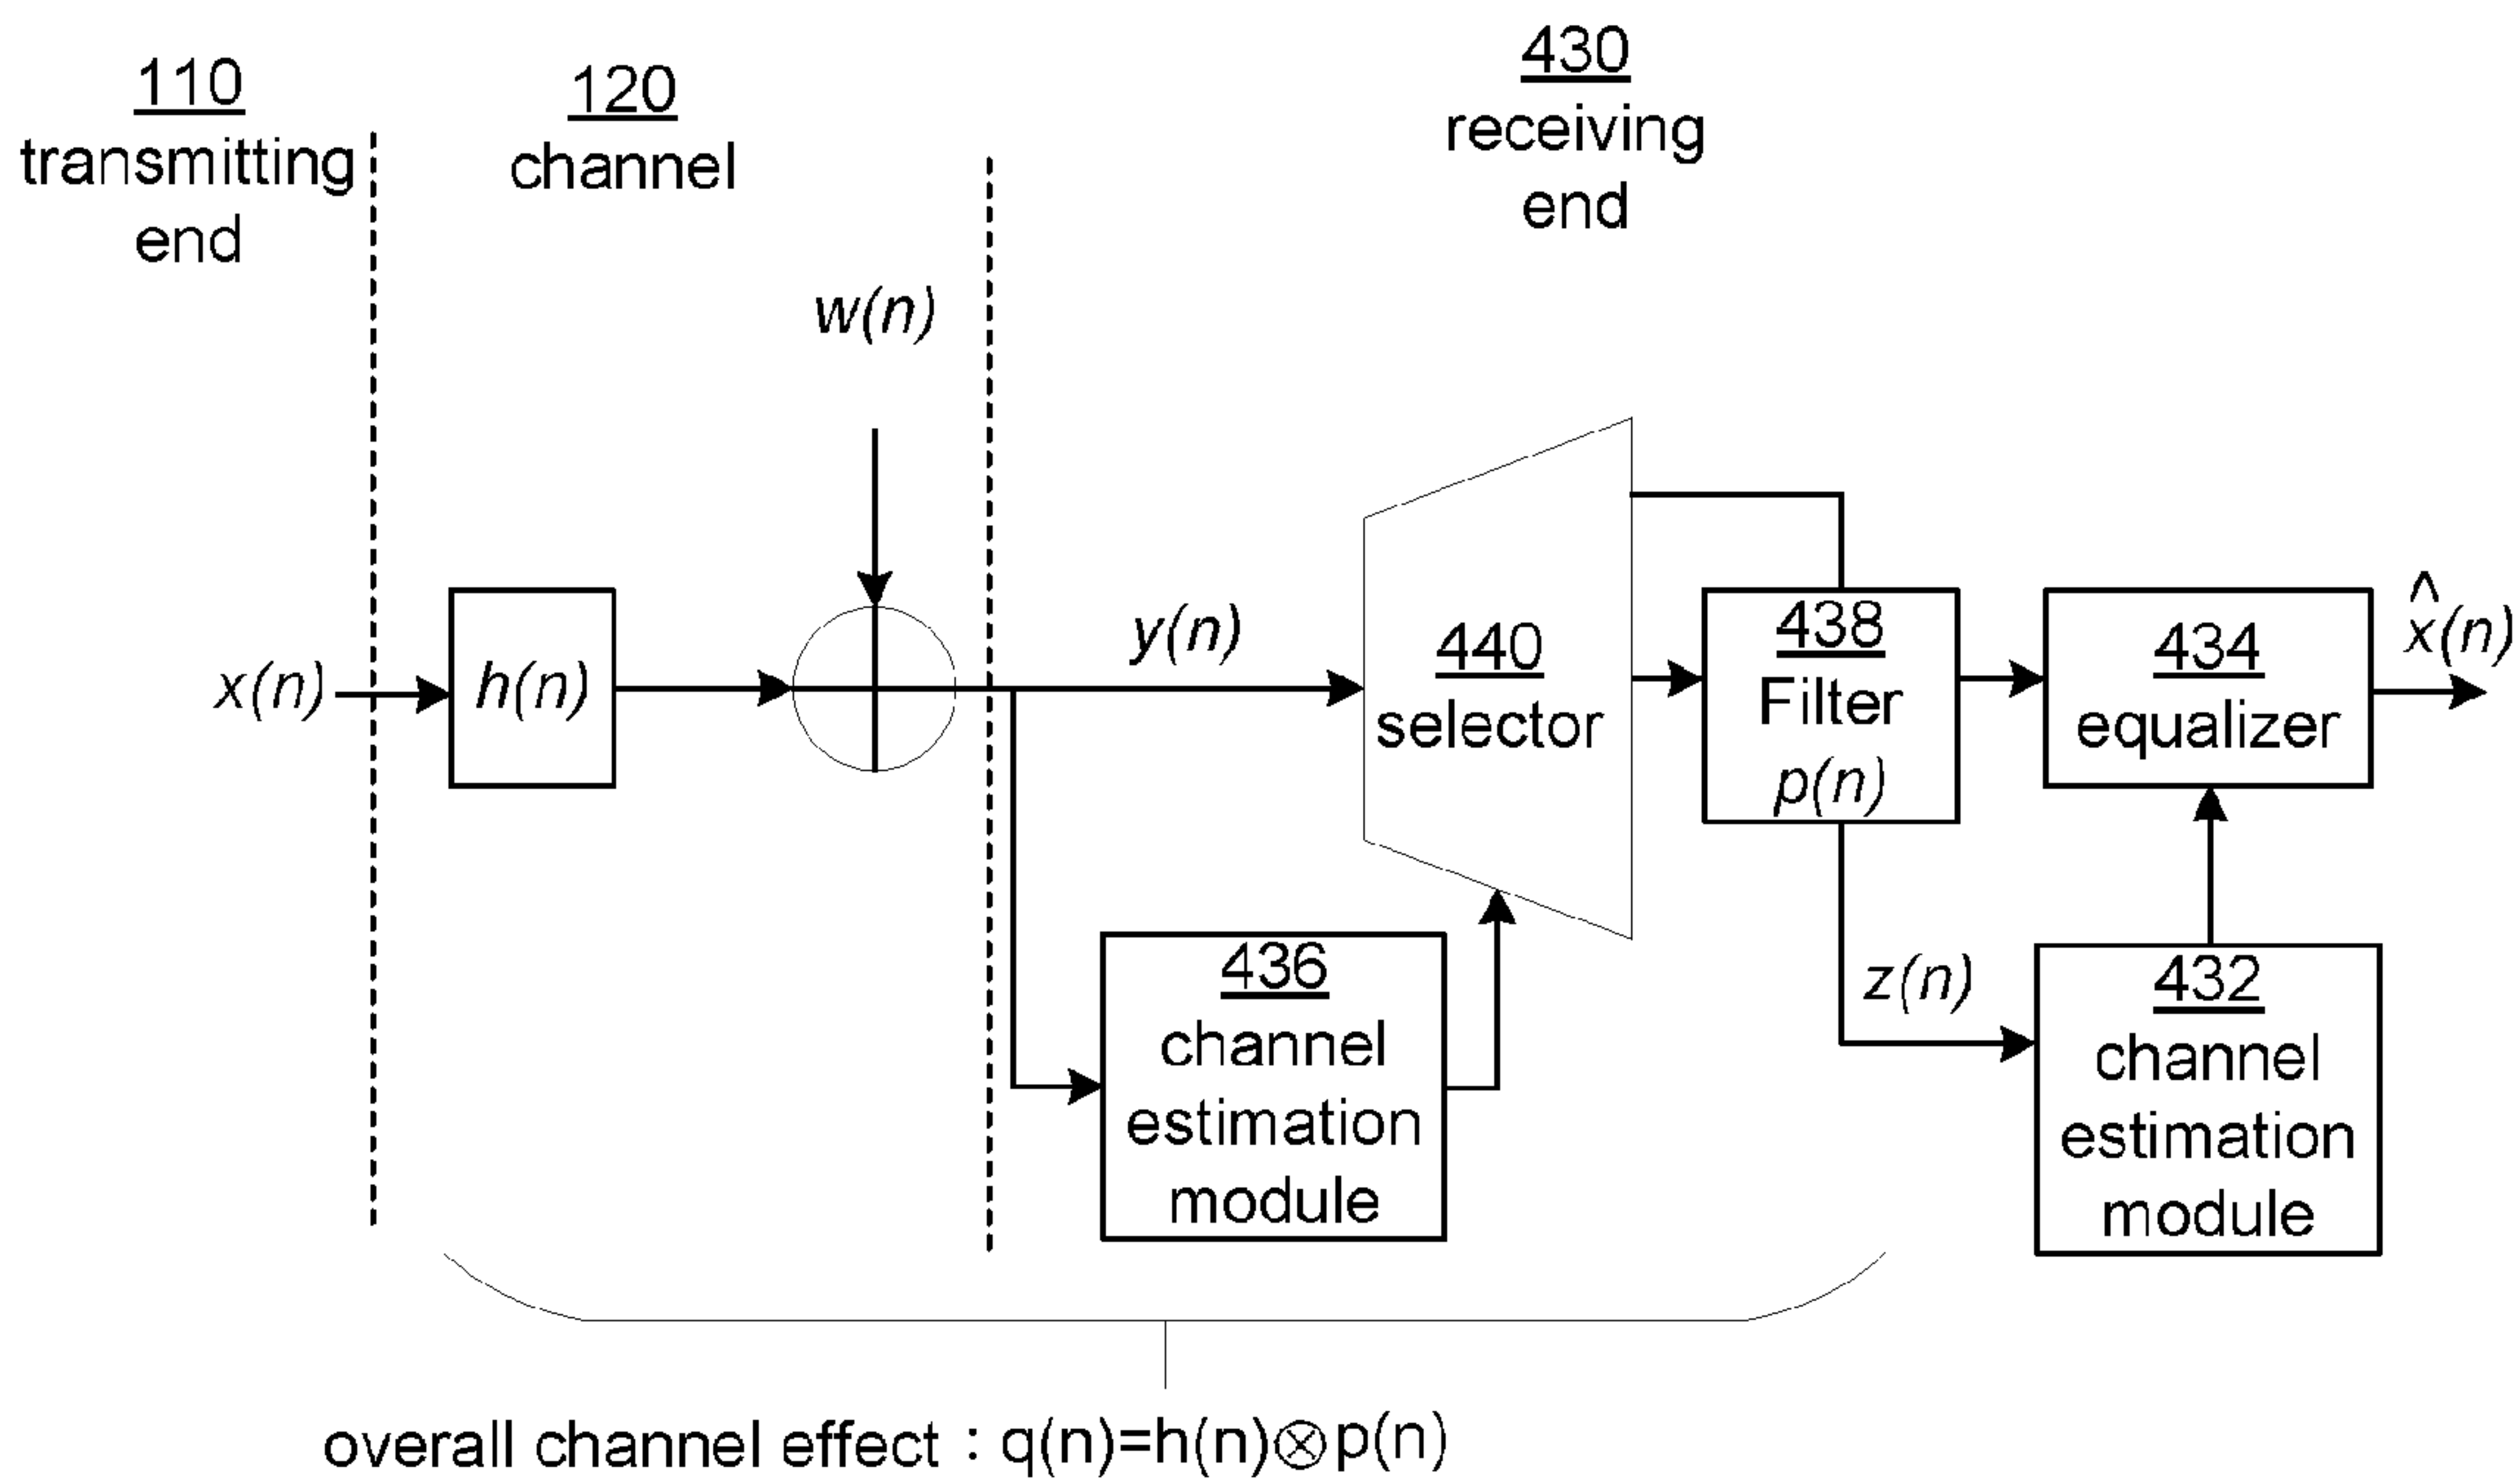 110
transmitting
end
120
channel
430
receiving
end
w(n)
x(n)
h(n)
y(n)
440
selector
438
Filter
p(n)
434
equalizer
x̂(n)
436
channel
estimation
module
z(n)
432
channel
estimation
module
overall channel effect : q(n)=h(n)⊗p(n)